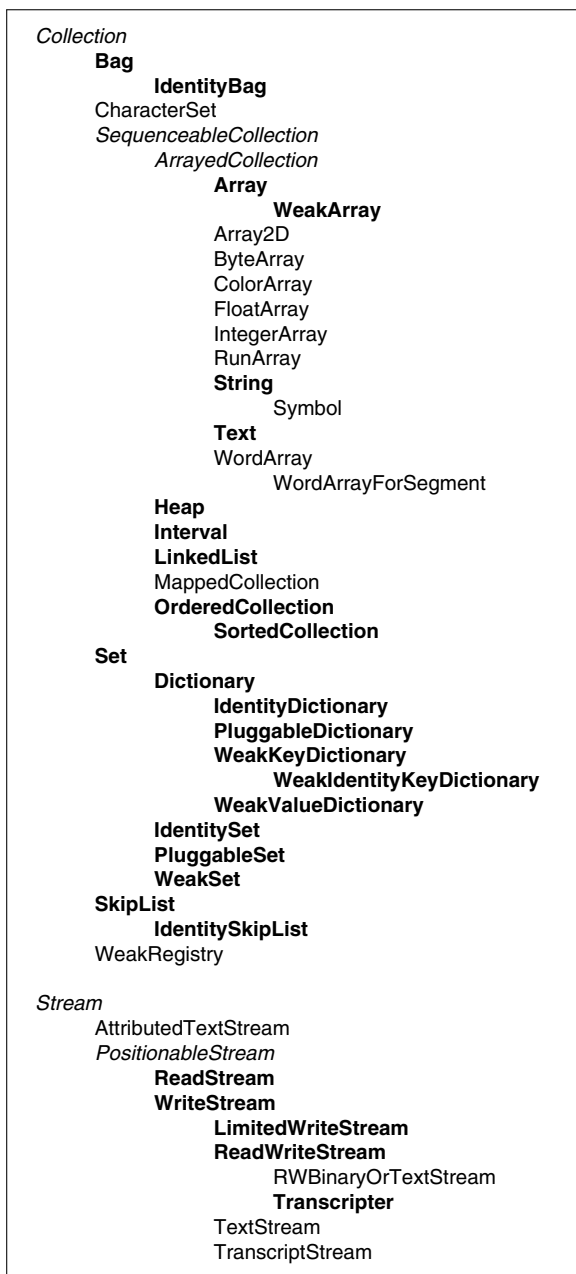 Collection
Bag
IdentityBag
CharacterSet
SequenceableCollection
ArrayedCollection
Array
WeakArray
Array2D
ByteArray
ColorArray
FloatArray
IntegerArray
RunArray
String
Symbol
Text
WordArray
WordArrayForSegment
Heap
Interval
LinkedList
MappedCollection
OrderedCollection
SortedCollection
Set
Dictionary
IdentityDictionary
PluggableDictionary
WeakKeyDictionary
WeakIdentityKeyDictionary
WeakValueDictionary
IdentitySet
PluggableSet
WeakSet
SkipList
IdentitySkipList
WeakRegistry
Stream
AttributedTextStream
PositionableStream
ReadStream
WriteStream
LimitedWriteStream
ReadWriteStream
RWBinaryOrTextStream
Transcripter
TextStream
TranscriptStream